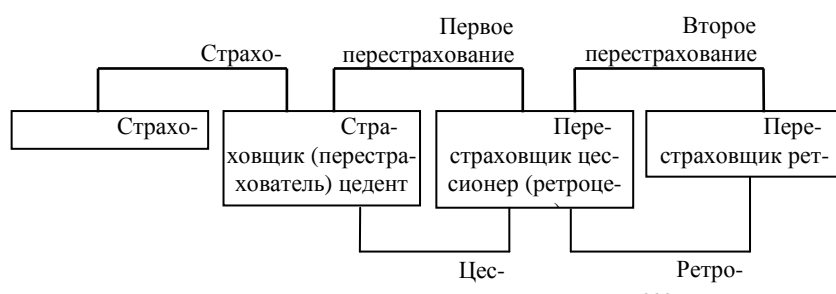 Первое
перестрахование
Второе
перестрахование
Страхо-
Страхо-
Стра-
ховщик (перестра-
хователь) цедент
Пере-
страховщик цес-
сионер (ретроце-
Пере-
страховщик рет-
Цес-
Ретро-